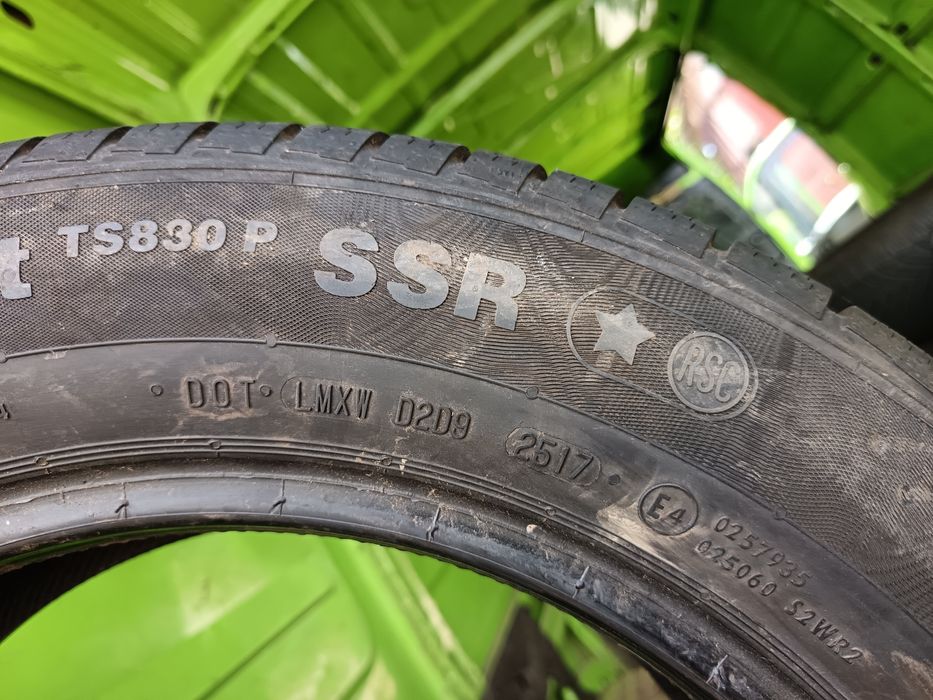 t TS830 P SSR
RSC
DOT LMXW D2D9 2517
E4
0257935
025060 S2WR2